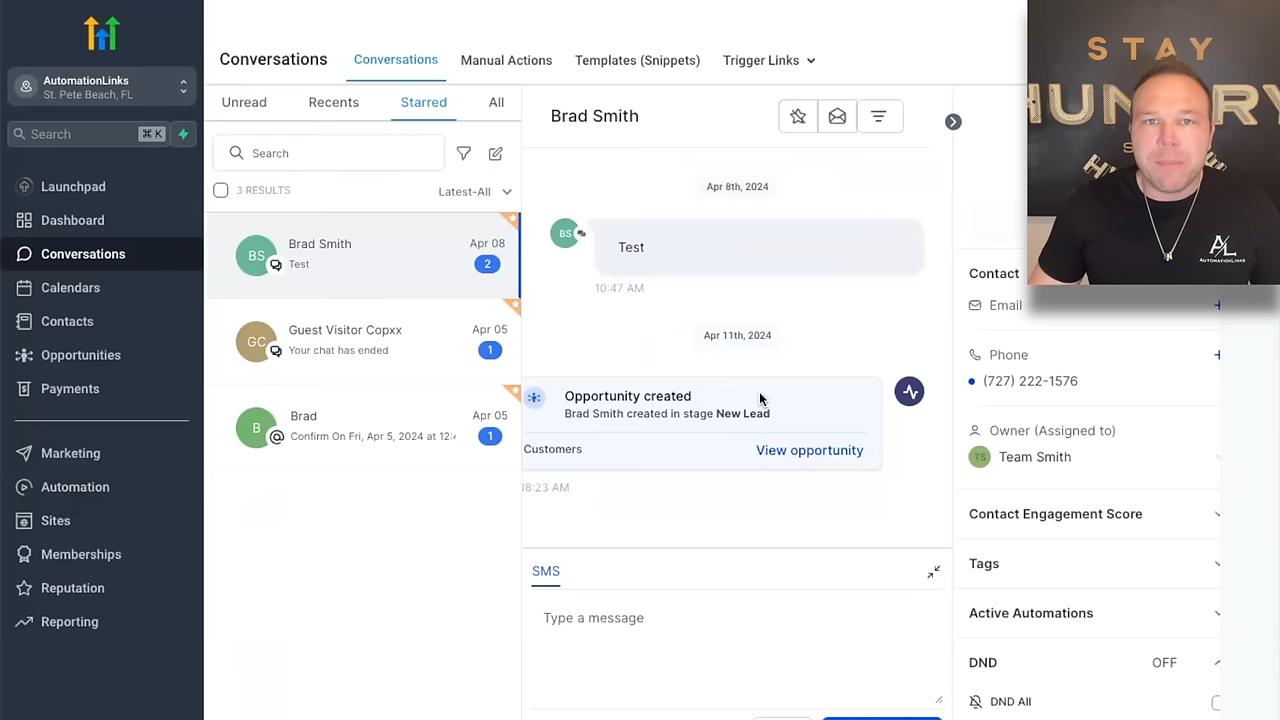 AutomationLinks
St. Pete Beach, FL
Search
⌘ K
Launchpad
Dashboard
Conversations
Calendars
Contacts
Opportunities
Payments
Marketing
Automation
Sites
Memberships
Reputation
Reporting
Conversations
Conversations
Manual Actions
Templates (Snippets)
Trigger Links
Unread
Recents
Starred
All
Search
3 RESULTS
Latest-All
BS
Brad Smith
Apr 08
Test
2
GC
Guest Visitor Copxx
Apr 05
Your chat has ended
1
B
Brad
Apr 05
Confirm On Fri, Apr 5, 2024 at 12:
1
Brad Smith
Apr 8th, 2024
BS
Test
10:47 AM
Apr 11th, 2024
Opportunity created
Brad Smith created in stage New Lead
Customers
View opportunity
08:23 AM
SMS
Type a message
Contact
Email
Phone
(727) 222-1576
Owner (Assigned to)
TS
Team Smith
Contact Engagement Score
Tags
Active Automations
DND
OFF
DND All
STAY
HUNGRY
A/L
AUTOMATIONLINKS